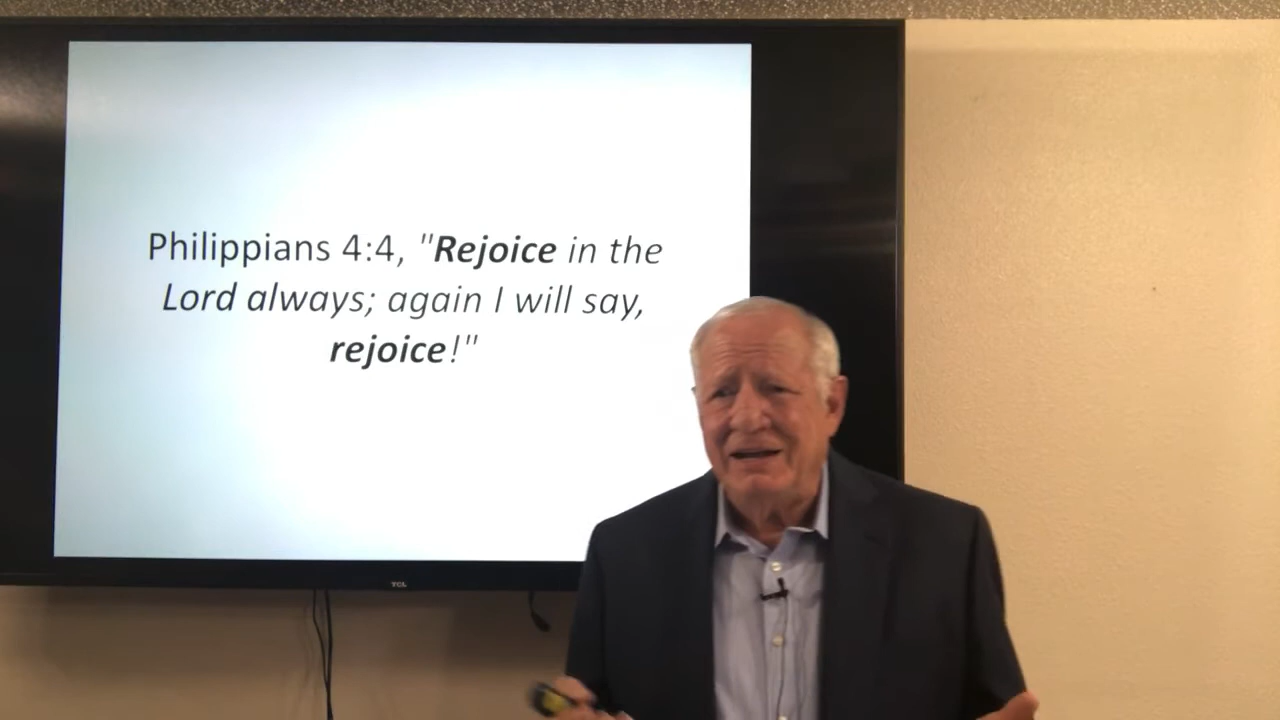 Philippians 4:4, "Rejoice in the
Lord always; again I will say,
rejoice!"
TCL